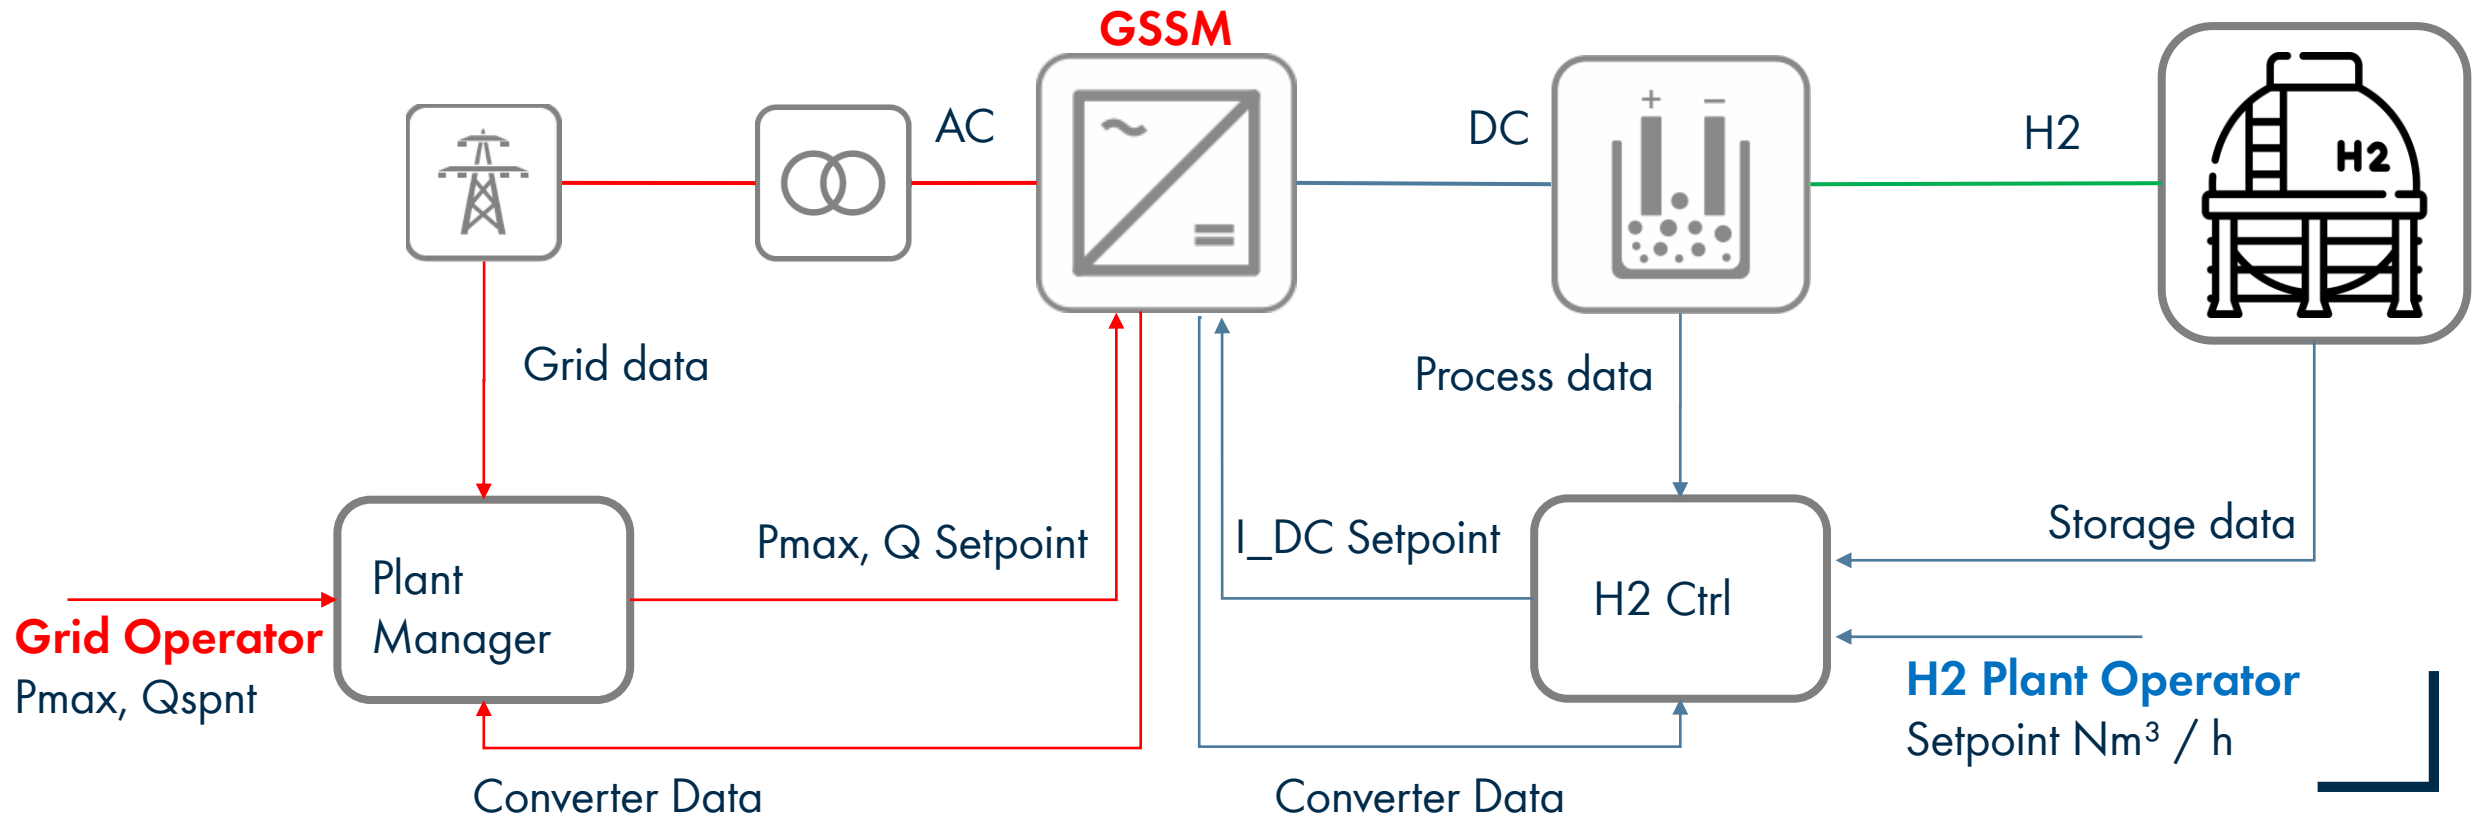 GSSM
AC
DC
H2
+ −
H2
Grid data
Process data
Pmax, Q Setpoint
I_DC Setpoint
Storage data
Plant
Manager
H2 Ctrl
Grid Operator
Pmax, Qspnt
H2 Plant Operator
Setpoint Nm³ / h
Converter Data
Converter Data